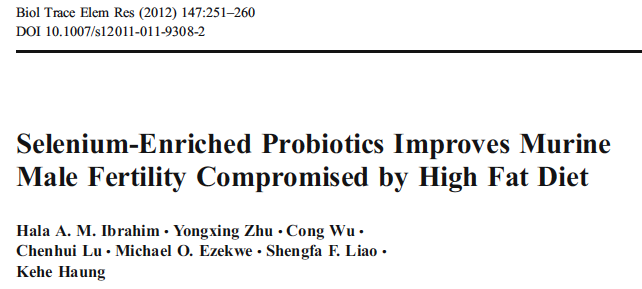 Biol Trace Elem Res (2012) 147:251–260
DOI 10.1007/s12011-011-9308-2
Selenium-Enriched Probiotics Improves Murine
Male Fertility Compromised by High Fat Diet
Hala A. M. Ibrahim • Yongxing Zhu • Cong Wu •
Chenhui Lu • Michael O. Ezekwe • Shengfa F. Liao •
Kehe Haung